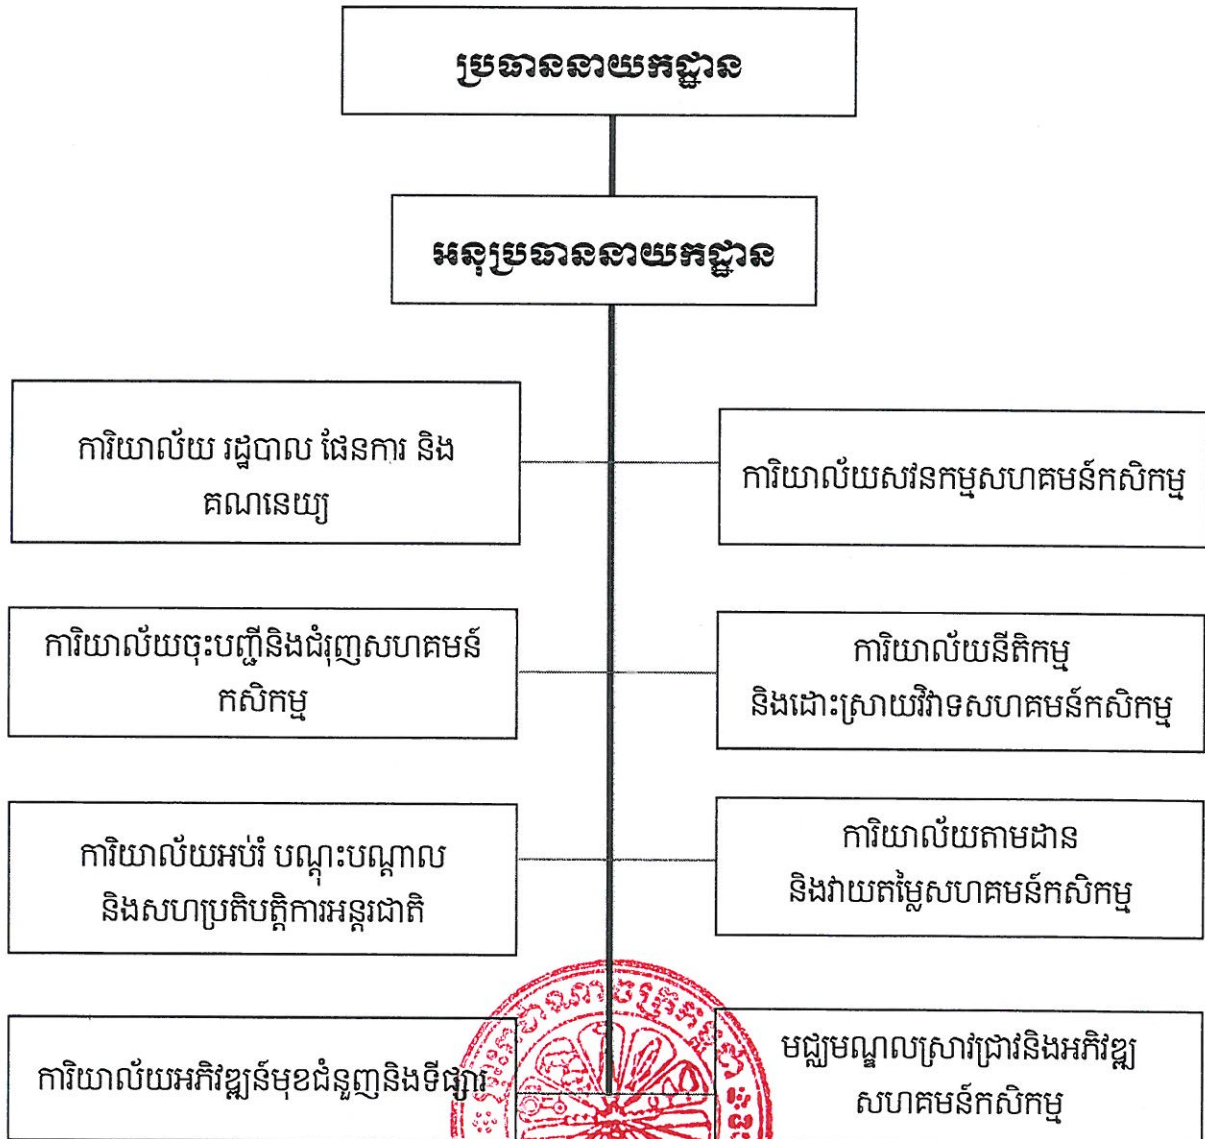 ប្រធាននាយកដ្ឋាន
អនុប្រធាននាយកដ្ឋាន
ការិយាល័យ រដ្ឋបាល ផែនការ និង
គណនេយ្យ
ការិយាល័យសវនកម្មសហគមន៍កសិកម្ម
ការិយាល័យចុះបញ្ជីនិងជំរុញសហគមន៍
កសិកម្ម
ការិយាល័យនីតិកម្ម
និងដោះស្រាយវិវាទសហគមន៍កសិកម្ម
ការិយាល័យអប់រំ បណ្តុះបណ្តាល
និងសហប្រតិបត្តិការអន្តរជាតិ
ការិយាល័យតាមដាន
និងវាយតម្លៃសហគមន៍កសិកម្ម
ការិយាល័យអភិវឌ្ឍន៍មុខជំនួញនិងទីផ្សារ
មជ្ឈមណ្ឌលស្រាវជ្រាវនិងអភិវឌ្ឍ
សហគមន៍កសិកម្ម